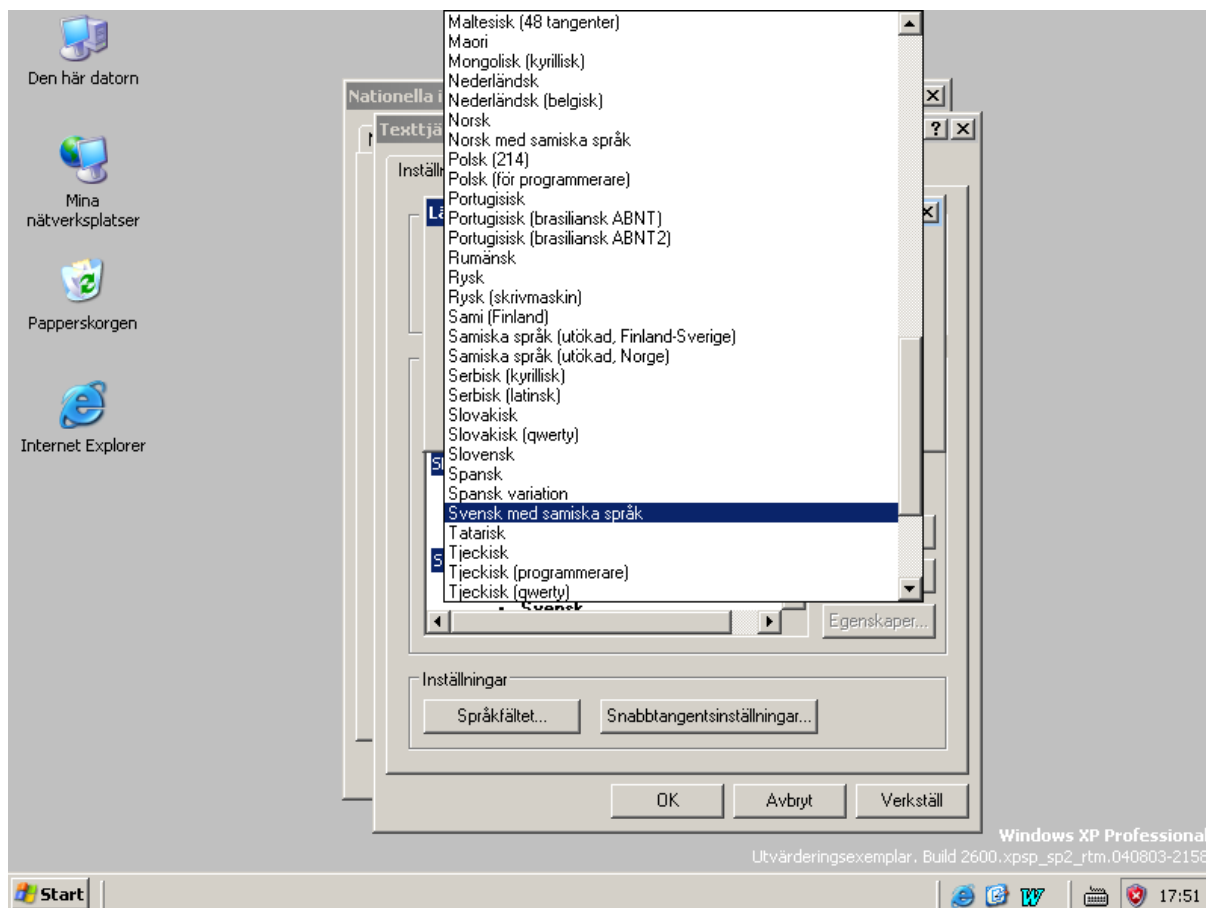 Den här datorn
Mina
nätverksplatser
Papperskorgen
Internet Explorer
Nationella i
Texttjä
Inställ
Maltesisk (48 tangenter)
Maori
Mongolisk (kyrillisk)
Nederländsk
Nederländsk (belgisk)
Norsk
Norsk med samiska språk
Polsk (214)
Polsk (för programmerare)
Portugisisk
Portugisisk (brasiliansk ABNT)
Portugisisk (brasiliansk ABNT2)
Rumänsk
Rysk
Rysk (skrivmaskin)
Sami (Finland)
Samiska språk (utökad, Finland-Sverige)
Samiska språk (utökad, Norge)
Serbisk (kyrillisk)
Serbisk (latinsk)
Slovakisk
Slovakisk (qwerty)
Slovensk
Spansk
Spansk variation
Svensk med samiska språk
Tatarisk
Tjeckisk
Tjeckisk (programmerare)
Tjeckisk (qwerty)
Svensk
Egenskaper...
Inställningar
Språkfältet...
Snabbtangentsinställningar...
OK
Avbryt
Verkställ
Windows XP Professional
Utvärderingsexemplar. Build 2600.xpsp_sp2_rtm.040803-2158
Start
17:51